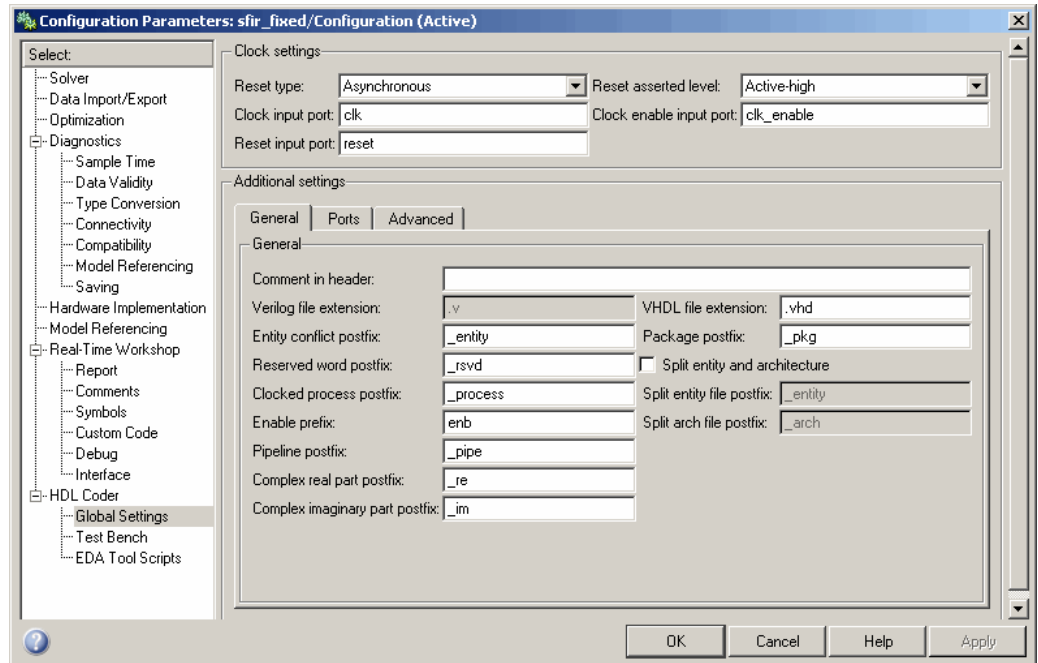 Configuration Parameters: sfir_fixed/Configuration (Active)
Select:
Solver
Data Import/Export
Optimization
Diagnostics
Sample Time
Data Validity
Type Conversion
Connectivity
Compatibility
Model Referencing
Saving
Hardware Implementation
Model Referencing
Real-Time Workshop
Report
Comments
Symbols
Custom Code
Debug
Interface
HDL Coder
Global Settings
Test Bench
EDA Tool Scripts
Clock settings
Reset type: Asynchronous Reset asserted level: Active-high
Clock input port: clk Clock enable input port: clk_enable
Reset input port: reset
Additional settings
General Ports Advanced
General
Comment in header:
Verilog file extension: .v VHDL file extension: .vhd
Entity conflict postfix: _entity Package postfix: _pkg
Reserved word postfix: _rsvd Split entity and architecture
Clocked process postfix: _process Split entity file postfix: _entity
Enable prefix: enb Split arch file postfix: _arch
Pipeline postfix: _pipe
Complex real part postfix: _re
Complex imaginary part postfix: _im
? OK Cancel Help Apply